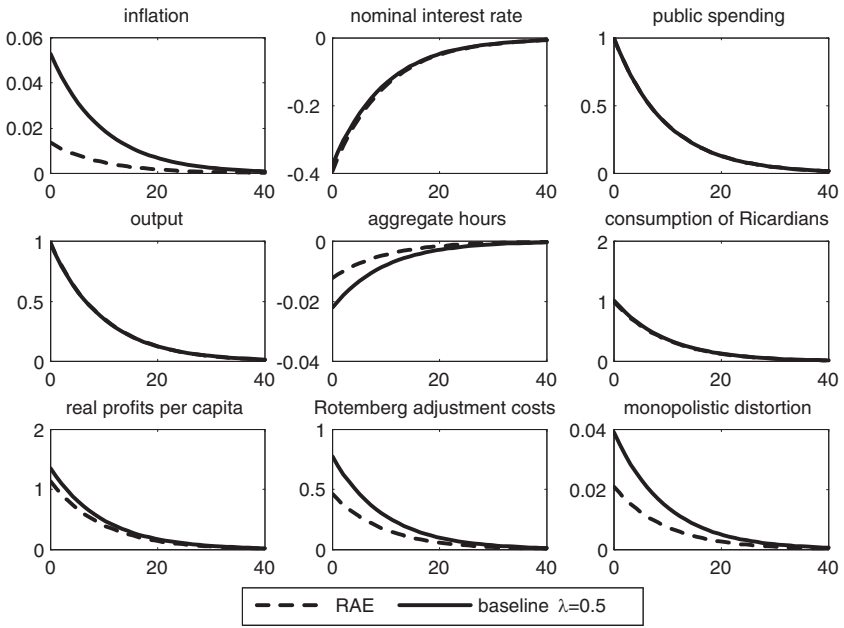 inflation
nominal interest rate
public spending
0.06
0.04
0.02
0
0 20 40
0
-0.2
-0.4
0 20 40
1
0.5
0
0 20 40
output
aggregate hours
consumption of Ricardians
1
0.5
0
0 20 40
0
-0.02
-0.04
0 20 40
2
1
0
0 20 40
real profits per capita
Rotemberg adjustment costs
monopolistic distortion
2
1
0
0 20 40
1
0.5
0
0 20 40
0.04
0.02
0
0 20 40
RAE
baseline λ=0.5